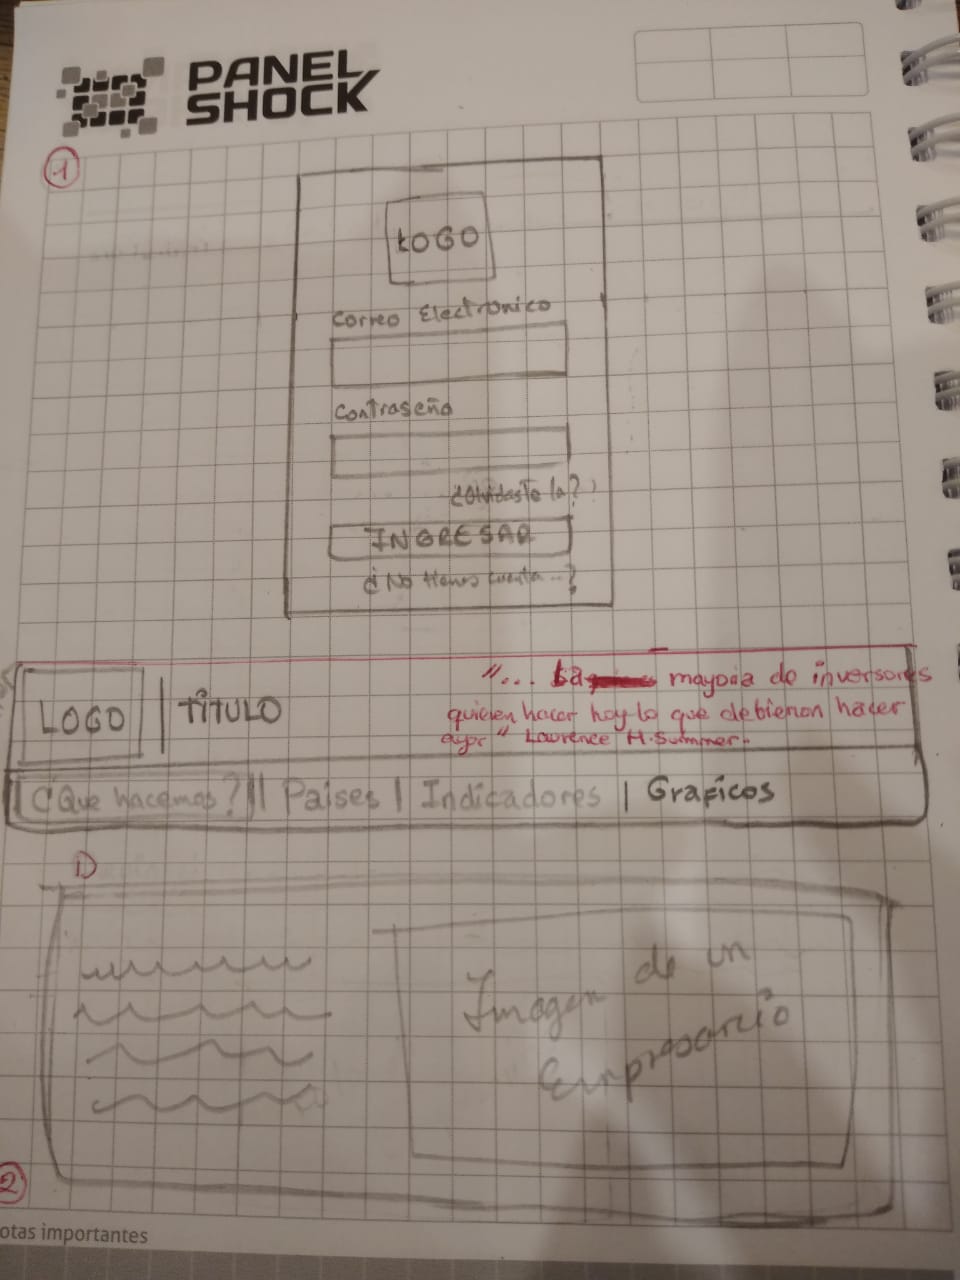 PANEL
SHOCK
1
LOGO
Correo Electronico
Contraseña
¿Olvidaste la?
INGRESAR
¿No tienes cuenta..?
LOGO | TÍTULO
"... La mayoria de inversores
quieren hacer hoy lo que debieron hacer
ayer" Lawrence H. Summer.
¿Que hacemos? || Paises | Indicadores | Graficos
D
Imagen de un
Empresario
2
otas importantes